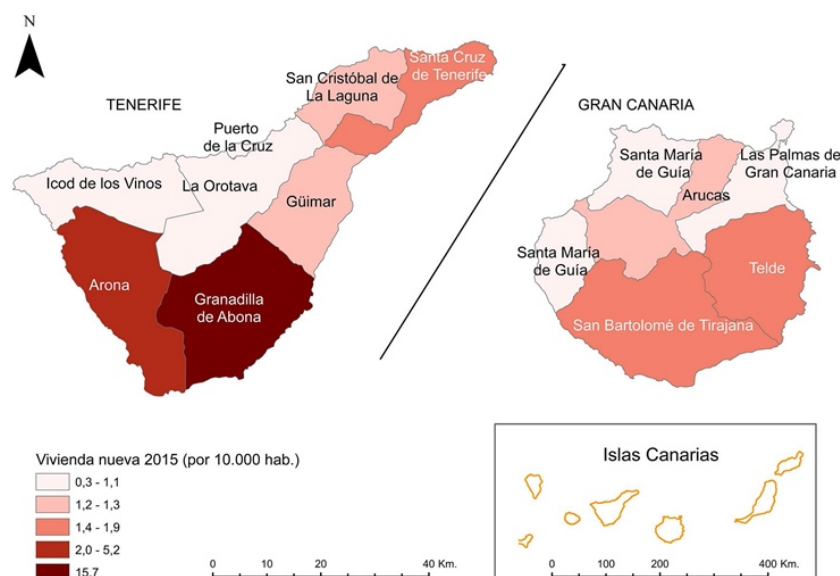 N
TENERIFE
GRAN CANARIA
Santa Cruz
de Tenerife
San Cristóbal de
La Laguna
Puerto
de la Cruz
Icod de los Vinos
La Orotava
Güimar
Arona
Granadilla
de Abona
Santa María
de Guía
Las Palmas de
Gran Canaria
Arucas
Santa María
de Guía
Telde
San Bartolomé de Tirajana
Vivienda nueva 2015 (por 10.000 hab.)
0,3 - 1,1
1,2 - 1,3
1,4 - 1,9
2,0 - 5,2
15,7
0 10 20 40 Km.
Islas Canarias
0 100 200 400 Km.